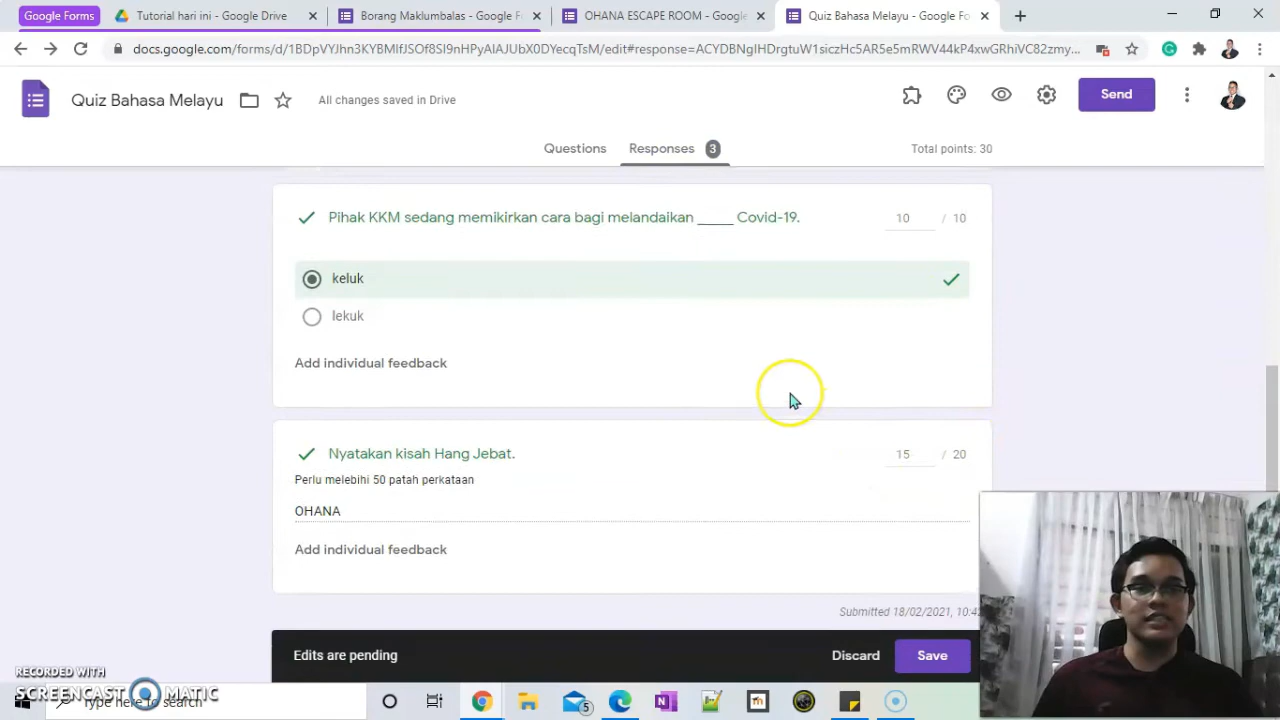 Google Forms
Tutorial hari ini - Google Drive
Borang Maklumbalas - Google F
OHANA ESCAPE ROOM - Google
Quiz Bahasa Melayu - Google Fo
Quiz Bahasa Melayu
All changes saved in Drive
Send
Questions
Responses 3
Total points: 30
Pihak KKM sedang memikirkan cara bagi melandaikan _____ Covid-19.
10 / 10
keluk
lekuk
Add individual feedback
Nyatakan kisah Hang Jebat.
15 / 20
Perlu melebihi 50 patah perkataan
OHANA
Add individual feedback
Submitted 18/02/2021, 10:4
Edits are pending
Discard
Save
RECORDED WITH
SCREENCAST MATIC
Type here to search
5